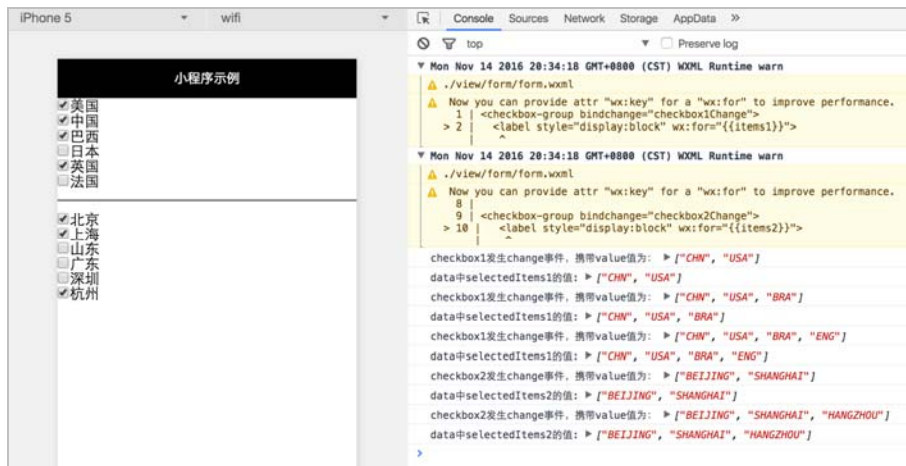 iPhone 5
wifi
小程序示例
美国
中国
巴西
日本
英国
法国
北京
上海
山东
广东
深圳
杭州
Console Sources Network Storage AppData »
top
Preserve log
Mon Nov 14 2016 20:34:18 GMT+0800 (CST) WXML Runtime warn
./view/form/form.wxml
Now you can provide attr "wx:key" for a "wx:for" to improve performance.
1 | <checkbox-group bindchange="checkbox1Change">
> 2 | <label style="display:block" wx:for="{{items1}}">
| ^
Mon Nov 14 2016 20:34:18 GMT+0800 (CST) WXML Runtime warn
./view/form/form.wxml
Now you can provide attr "wx:key" for a "wx:for" to improve performance.
8 |
9 | <checkbox-group bindchange="checkbox2Change">
> 10 | <label style="display:block" wx:for="{{items2}}">
| ^
checkbox1发生change事件，携带value值为： ["CHN", "USA"]
data中selectedItems1的值: ["CHN", "USA"]
checkbox1发生change事件，携带value值为： ["CHN", "USA", "BRA"]
data中selectedItems1的值: ["CHN", "USA", "BRA"]
checkbox1发生change事件，携带value值为： ["CHN", "USA", "BRA", "ENG"]
data中selectedItems1的值: ["CHN", "USA", "BRA", "ENG"]
checkbox2发生change事件，携带value值为： ["BEIJING", "SHANGHAI"]
data中selectedItems2的值: ["BEIJING", "SHANGHAI"]
checkbox2发生change事件，携带value值为： ["BEIJING", "SHANGHAI", "HANGZHOU"]
data中selectedItems2的值: ["BEIJING", "SHANGHAI", "HANGZHOU"]